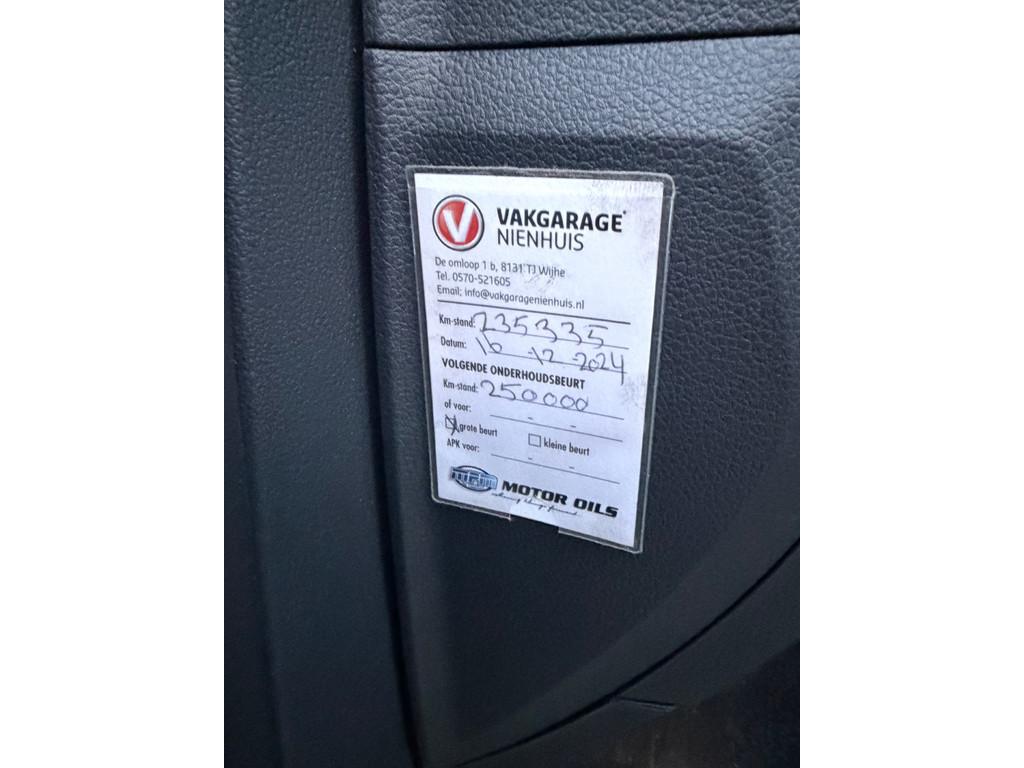 V VAKGARAGE
NIENHUIS
De omloop 1 b, 8131 TJ Wijhe
Tel. 0570-521605
Email: info@vakgaragenienhuis.nl
Km-stand: 235335
Datum: 16-12-2024
VOLGENDE ONDERHOUDSBEURT
Km-stand: 250000
of voor: - -
grote beurt kleine beurt
APK voor: - -
MOTOR OILS